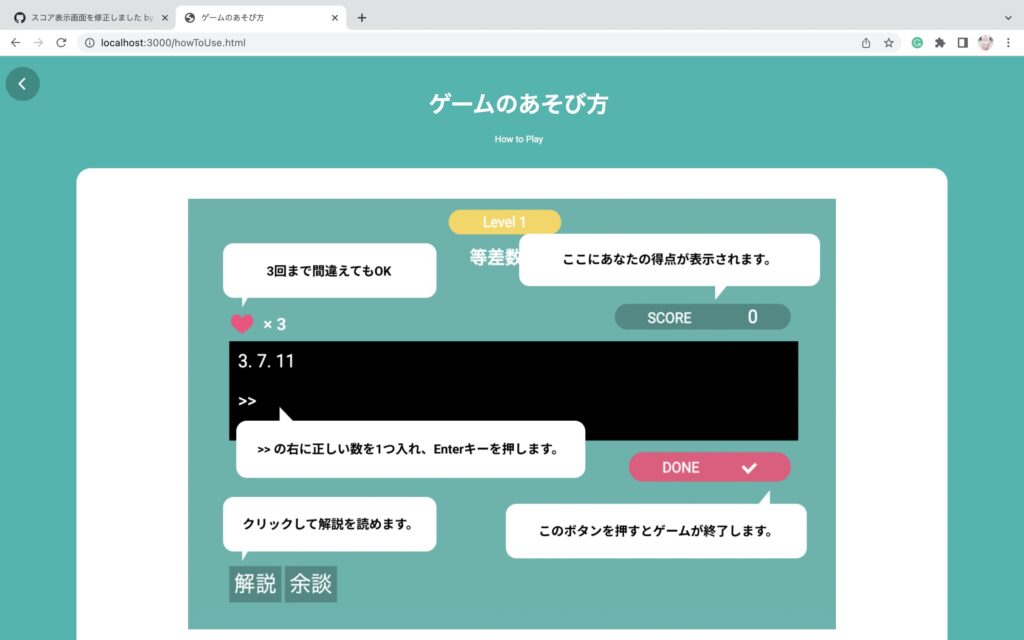 スコア表示画面を修正しました by
ゲームのあそび方
localhost:3000/howToUse.html
ゲームのあそび方
How to Play
Level 1
等差数
3回まで間違えてもOK
ここにあなたの得点が表示されます。
× 3
SCORE 0
3. 7. 11
>>
>> の右に正しい数を1つ入れ、Enterキーを押します。
DONE
クリックして解説を読めます。
このボタンを押すとゲームが終了します。
解説 余談